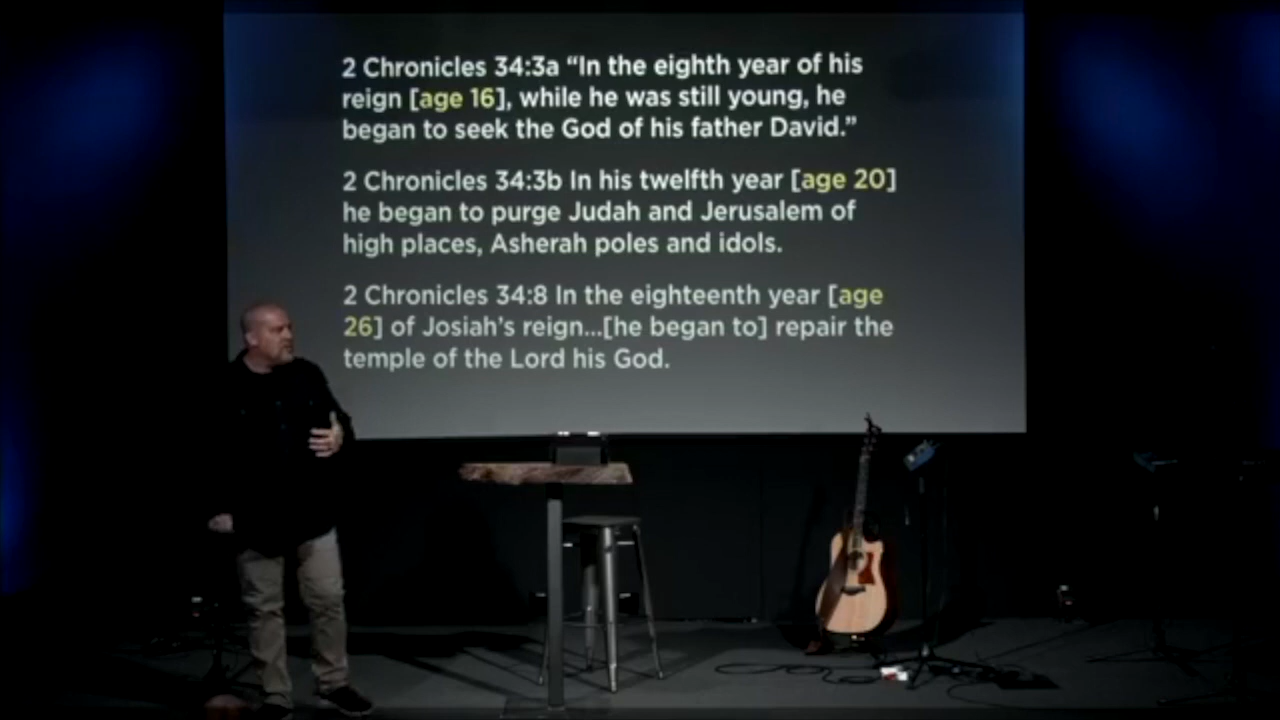 2 Chronicles 34:3a “In the eighth year of his
reign [age 16], while he was still young, he
began to seek the God of his father David.”
2 Chronicles 34:3b In his twelfth year [age 20]
he began to purge Judah and Jerusalem of
high places, Asherah poles and idols.
2 Chronicles 34:8 In the eighteenth year [age
26] of Josiah’s reign...[he began to] repair the
temple of the Lord his God.